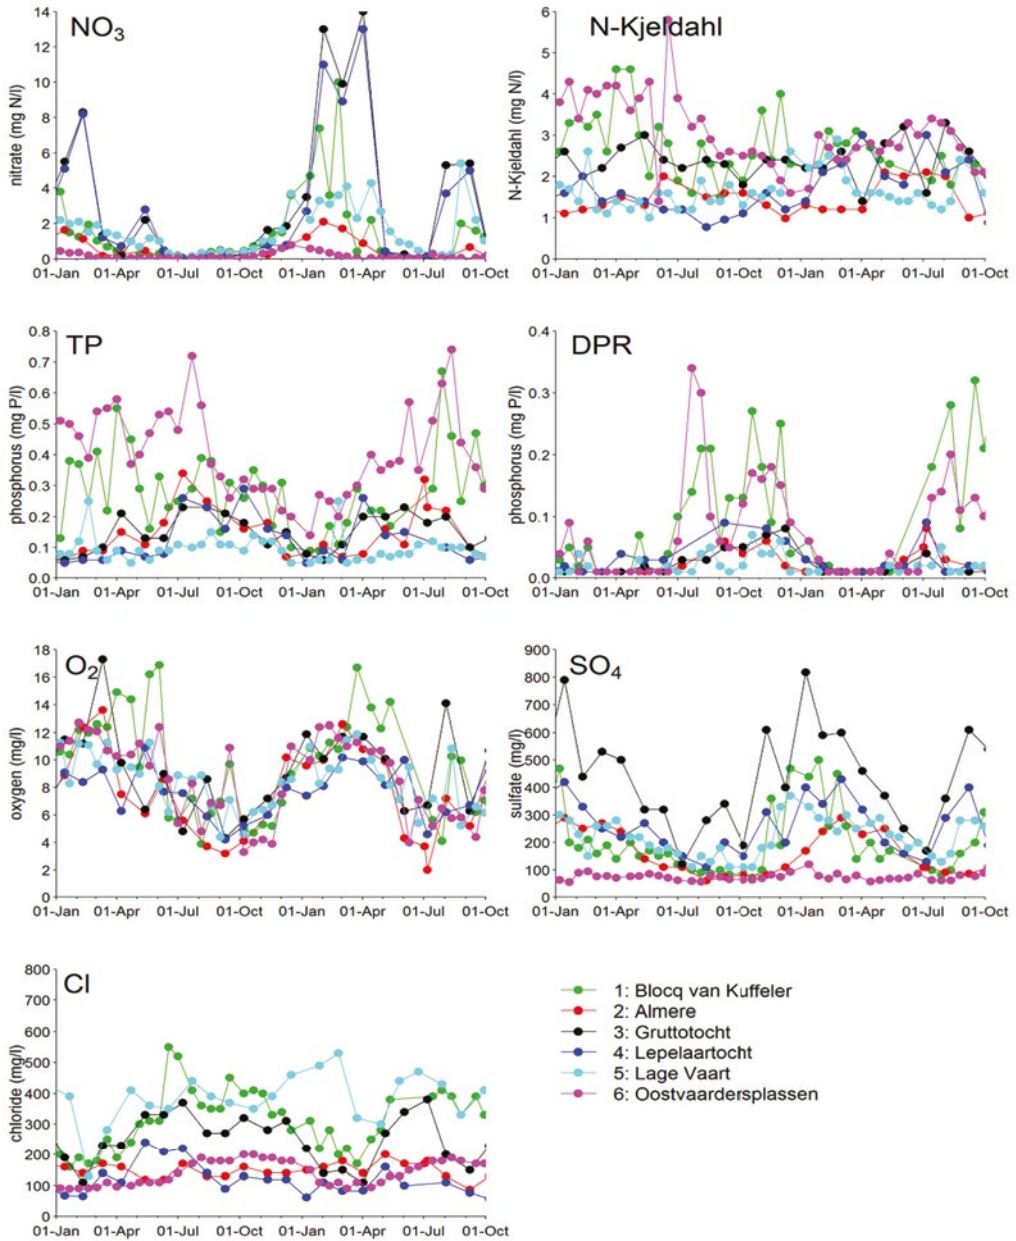 NO3
nitrate (mg N/l)
14
12
10
8
6
4
2
0
01-Jan 01-Apr 01-Jul 01-Oct 01-Jan 01-Apr 01-Jul 01-Oct
N-Kjeldahl
N-Kjeldahl (mg N/l)
6
5
4
3
2
1
0
01-Jan 01-Apr 01-Jul 01-Oct 01-Jan 01-Apr 01-Jul 01-Oct
TP
phosphorus (mg P/l)
0.8
0.7
0.6
0.5
0.4
0.3
0.2
0.1
0.0
01-Jan 01-Apr 01-Jul 01-Oct 01-Jan 01-Apr 01-Jul 01-Oct
DPR
phosphorus (mg P/l)
0.4
0.3
0.2
0.1
0.0
01-Jan 01-Apr 01-Jul 01-Oct 01-Jan 01-Apr 01-Jul 01-Oct
O2
oxygen (mg/l)
18
16
14
12
10
8
6
4
2
0
01-Jan 01-Apr 01-Jul 01-Oct 01-Jan 01-Apr 01-Jul 01-Oct
SO4
sulfate (mg/l)
900
800
700
600
500
400
300
200
100
0
01-Jan 01-Apr 01-Jul 01-Oct 01-Jan 01-Apr 01-Jul 01-Oct
Cl
chloride (mg/l)
800
700
600
500
400
300
200
100
0
01-Jan 01-Apr 01-Jul 01-Oct 01-Jan 01-Apr 01-Jul 01-Oct
1: Blocq van Kuffeler
2: Almere
3: Gruttotocht
4: Lepelaartocht
5: Lage Vaart
6: Oostvaardersplassen